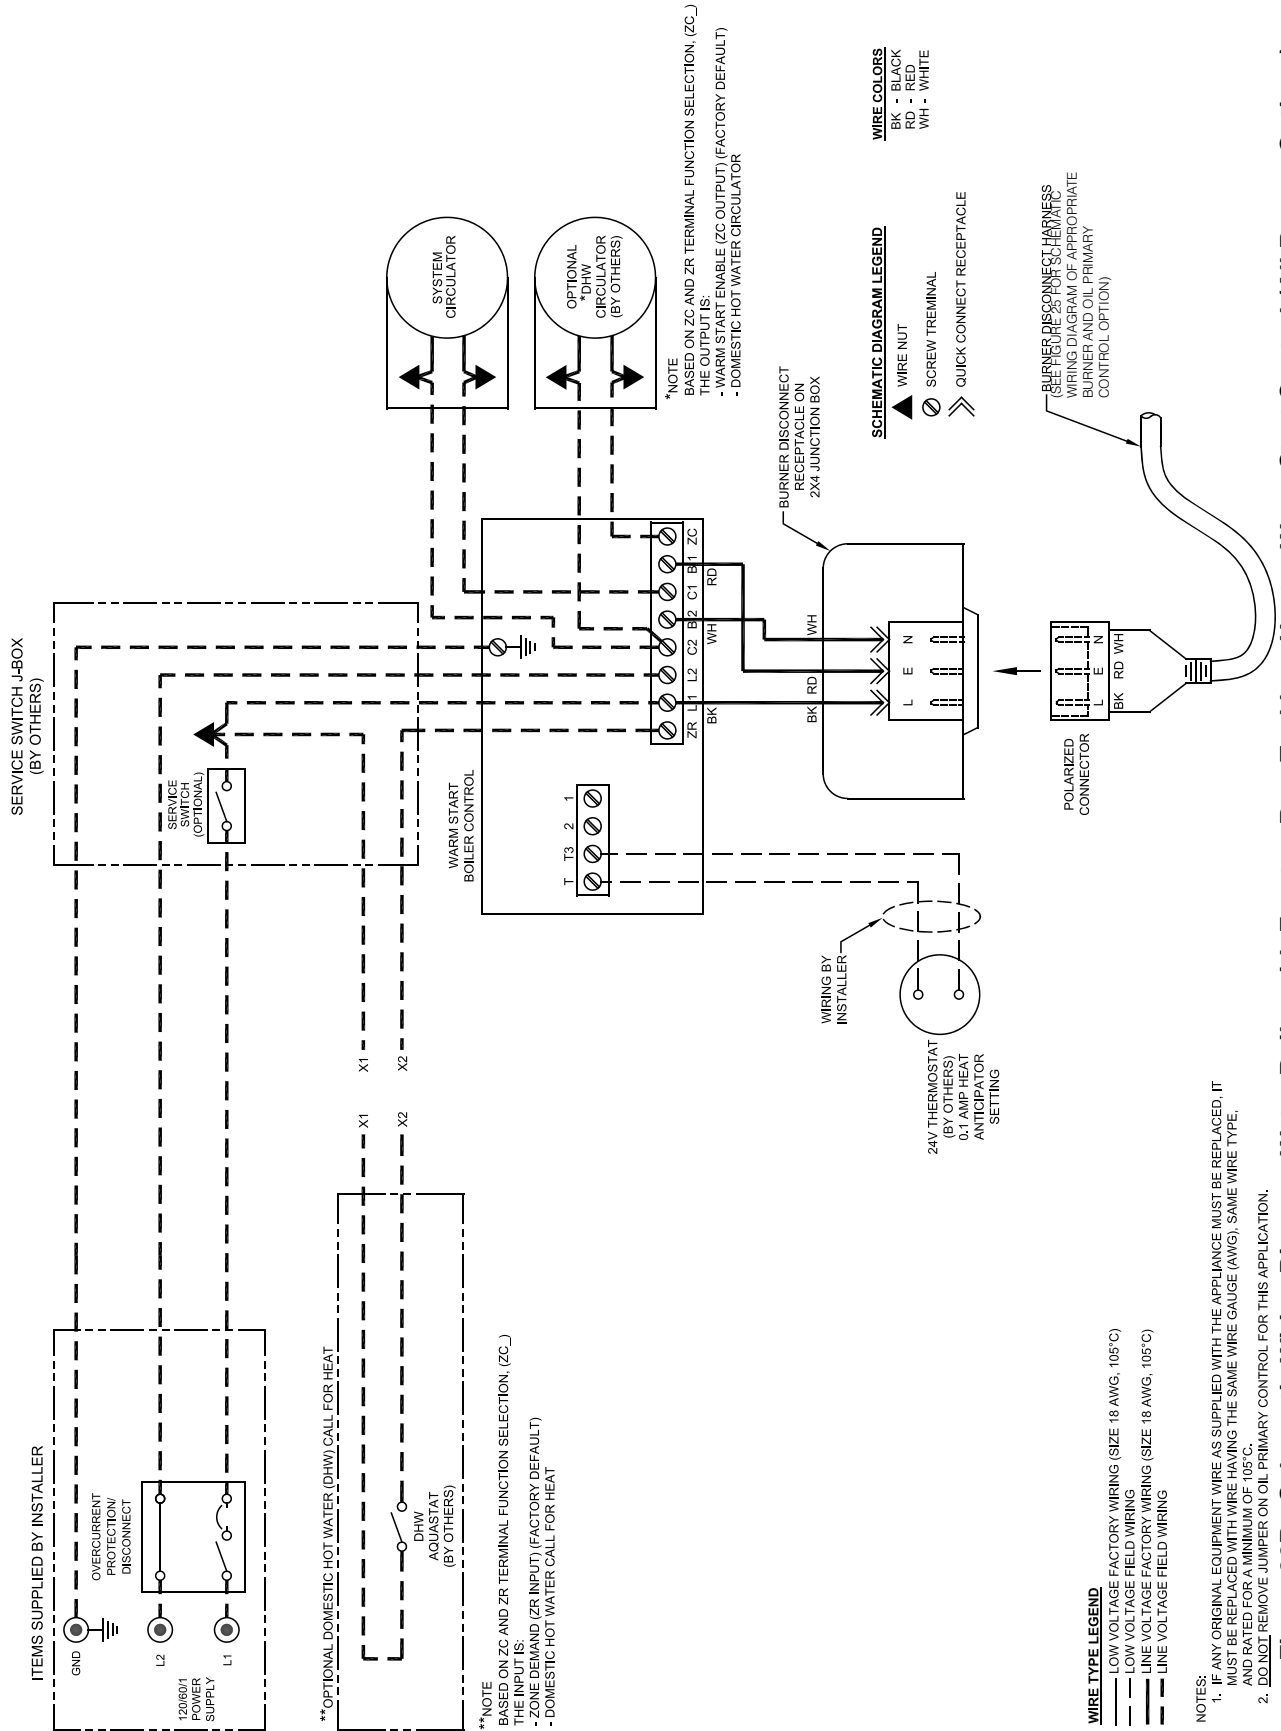 SERVICE SWITCH J-BOX
(BY OTHERS)
ITEMS SUPPLIED BY INSTALLER
OVERCURRENT
PROTECTION/
DISCONNECT
GND
L2
L1
120/60/1
POWER
SUPPLY
SERVICE
SWITCH
(OPTIONAL)
**OPTIONAL DOMESTIC HOT WATER (DHW) CALL FOR HEAT
DHW
AQUASTAT
(BY OTHERS)
X1
X2
X1
X2
**NOTE
BASED ON ZC AND ZR TERMINAL FUNCTION SELECTION, (ZC_)
THE INPUT IS:
- ZONE DEMAND (ZR INPUT) (FACTORY DEFAULT)
- DOMESTIC HOT WATER CALL FOR HEAT
SYSTEM
CIRCULATOR
OPTIONAL
*DHW
CIRCULATOR
(BY OTHERS)
*NOTE
BASED ON ZC AND ZR TERMINAL FUNCTION SELECTION, (ZC_)
THE OUTPUT IS:
- WARM START ENABLE (ZC OUTPUT) (FACTORY DEFAULT)
- DOMESTIC HOT WATER CIRCULATOR
WARM START
BOILER CONTROL
T T3 2 1
ZR L1 L2 C2 B2 C1 B1 ZC
BK WH RD
BK RD WH
BURNER DISCONNECT
RECEPTACLE ON
2X4 JUNCTION BOX
L E N
POLARIZED
CONNECTOR
L E N
BK RD WH
BURNER DISCONNECT HARNESS
(SEE FIGURE 25 FOR SCHEMATIC
WIRING DIAGRAM OF APPROPRIATE
BURNER AND OIL PRIMARY
CONTROL OPTION)
WIRING BY
INSTALLER
24V THERMOSTAT
(BY OTHERS)
0.1 AMP HEAT
ANTICIPATOR
SETTING
SCHEMATIC DIAGRAM LEGEND
WIRE NUT
SCREW TREMINAL
QUICK CONNECT RECEPTACLE
WIRE COLORS
BK - BLACK
RD - RED
WH - WHITE
WIRE TYPE LEGEND
LOW VOLTAGE FACTORY WIRING (SIZE 18 AWG, 105°C)
LOW VOLTAGE FIELD WIRING
LINE VOLTAGE FACTORY WIRING (SIZE 18 AWG, 105°C)
LINE VOLTAGE FIELD WIRING
NOTES:
1. IF ANY ORIGINAL EQUIPMENT WIRE AS SUPPLIED WITH THE APPLIANCE MUST BE REPLACED, IT
MUST BE REPLACED WITH WIRE HAVING THE SAME WIRE GAUGE (AWG), SAME WIRE TYPE,
AND RATED FOR A MINIMUM OF 105°C.
2. DO NOT REMOVE JUMPER ON OIL PRIMARY CONTROL FOR THIS APPLICATION.